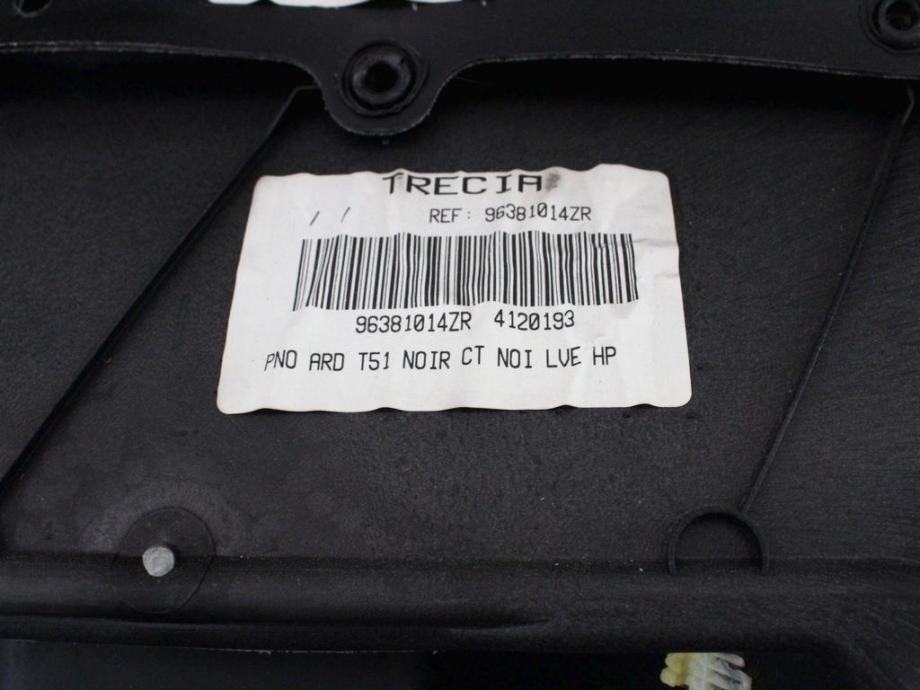 TRECIA
/ / REF: 96381014ZR
96381014ZR 4120193
PNO ARD T51 NOIR CT NOI LVE HP